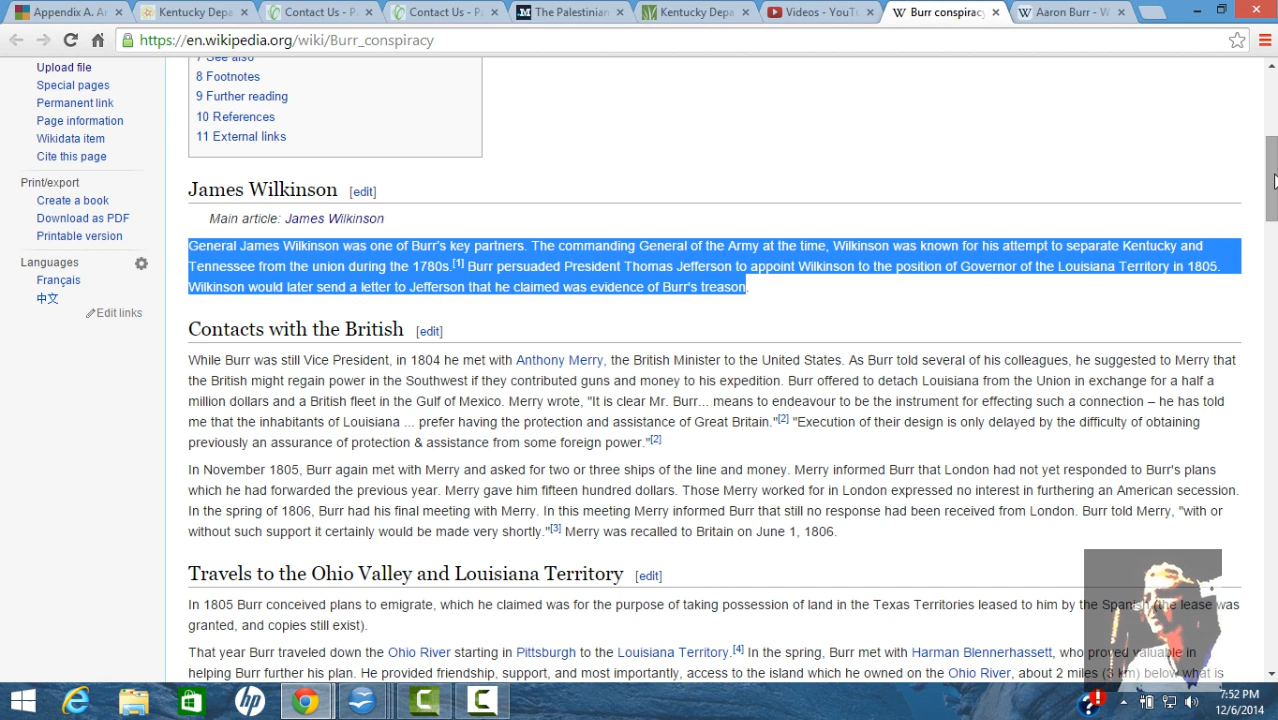 Appendix A. Ar
Kentucky Depa
Contact Us - P
Contact Us - P
The Palestinian
Kentucky Depa
Videos - YouTu
Burr conspiracy
Aaron Burr - W
https://en.wikipedia.org/wiki/Burr_conspiracy
Upload file
Special pages
Permanent link
Page information
Wikidata item
Cite this page
Print/export
Create a book
Download as PDF
Printable version
Languages
Français
中文
Edit links
7 See also
8 Footnotes
9 Further reading
10 References
11 External links
James Wilkinson [edit]
Main article: James Wilkinson
General James Wilkinson was one of Burr's key partners. The commanding General of the Army at the time, Wilkinson was known for his attempt to separate Kentucky and
Tennessee from the union during the 1780s.[1] Burr persuaded President Thomas Jefferson to appoint Wilkinson to the position of Governor of the Louisiana Territory in 1805.
Wilkinson would later send a letter to Jefferson that he claimed was evidence of Burr's treason.
Contacts with the British [edit]
While Burr was still Vice President, in 1804 he met with Anthony Merry, the British Minister to the United States. As Burr told several of his colleagues, he suggested to Merry that
the British might regain power in the Southwest if they contributed guns and money to his expedition. Burr offered to detach Louisiana from the Union in exchange for a half a
million dollars and a British fleet in the Gulf of Mexico. Merry wrote, "It is clear Mr. Burr... means to endeavour to be the instrument for effecting such a connection – he has told
me that the inhabitants of Louisiana ... prefer having the protection and assistance of Great Britain."[2] "Execution of their design is only delayed by the difficulty of obtaining
previously an assurance of protection & assistance from some foreign power."[2]
In November 1805, Burr again met with Merry and asked for two or three ships of the line and money. Merry informed Burr that London had not yet responded to Burr's plans
which he had forwarded the previous year. Merry gave him fifteen hundred dollars. Those Merry worked for in London expressed no interest in furthering an American secession.
In the spring of 1806, Burr had his final meeting with Merry. In this meeting Merry informed Burr that still no response had been received from London. Burr told Merry, "with or
without such support it certainly would be made very shortly."[3] Merry was recalled to Britain on June 1, 1806.
Travels to the Ohio Valley and Louisiana Territory [edit]
In 1805 Burr conceived plans to emigrate, which he claimed was for the purpose of taking possession of land in the Texas Territories leased to him by the Spanish (the lease was
granted, and copies still exist).
That year Burr traveled down the Ohio River starting in Pittsburgh to the Louisiana Territory.[4] In the spring, Burr met with Harman Blennerhassett, who proved valuable in
helping Burr further his plan. He provided friendship, support, and most importantly, access to the island which he owned on the Ohio River, about 2 miles (3 km) below what is
7:52 PM
12/6/2014